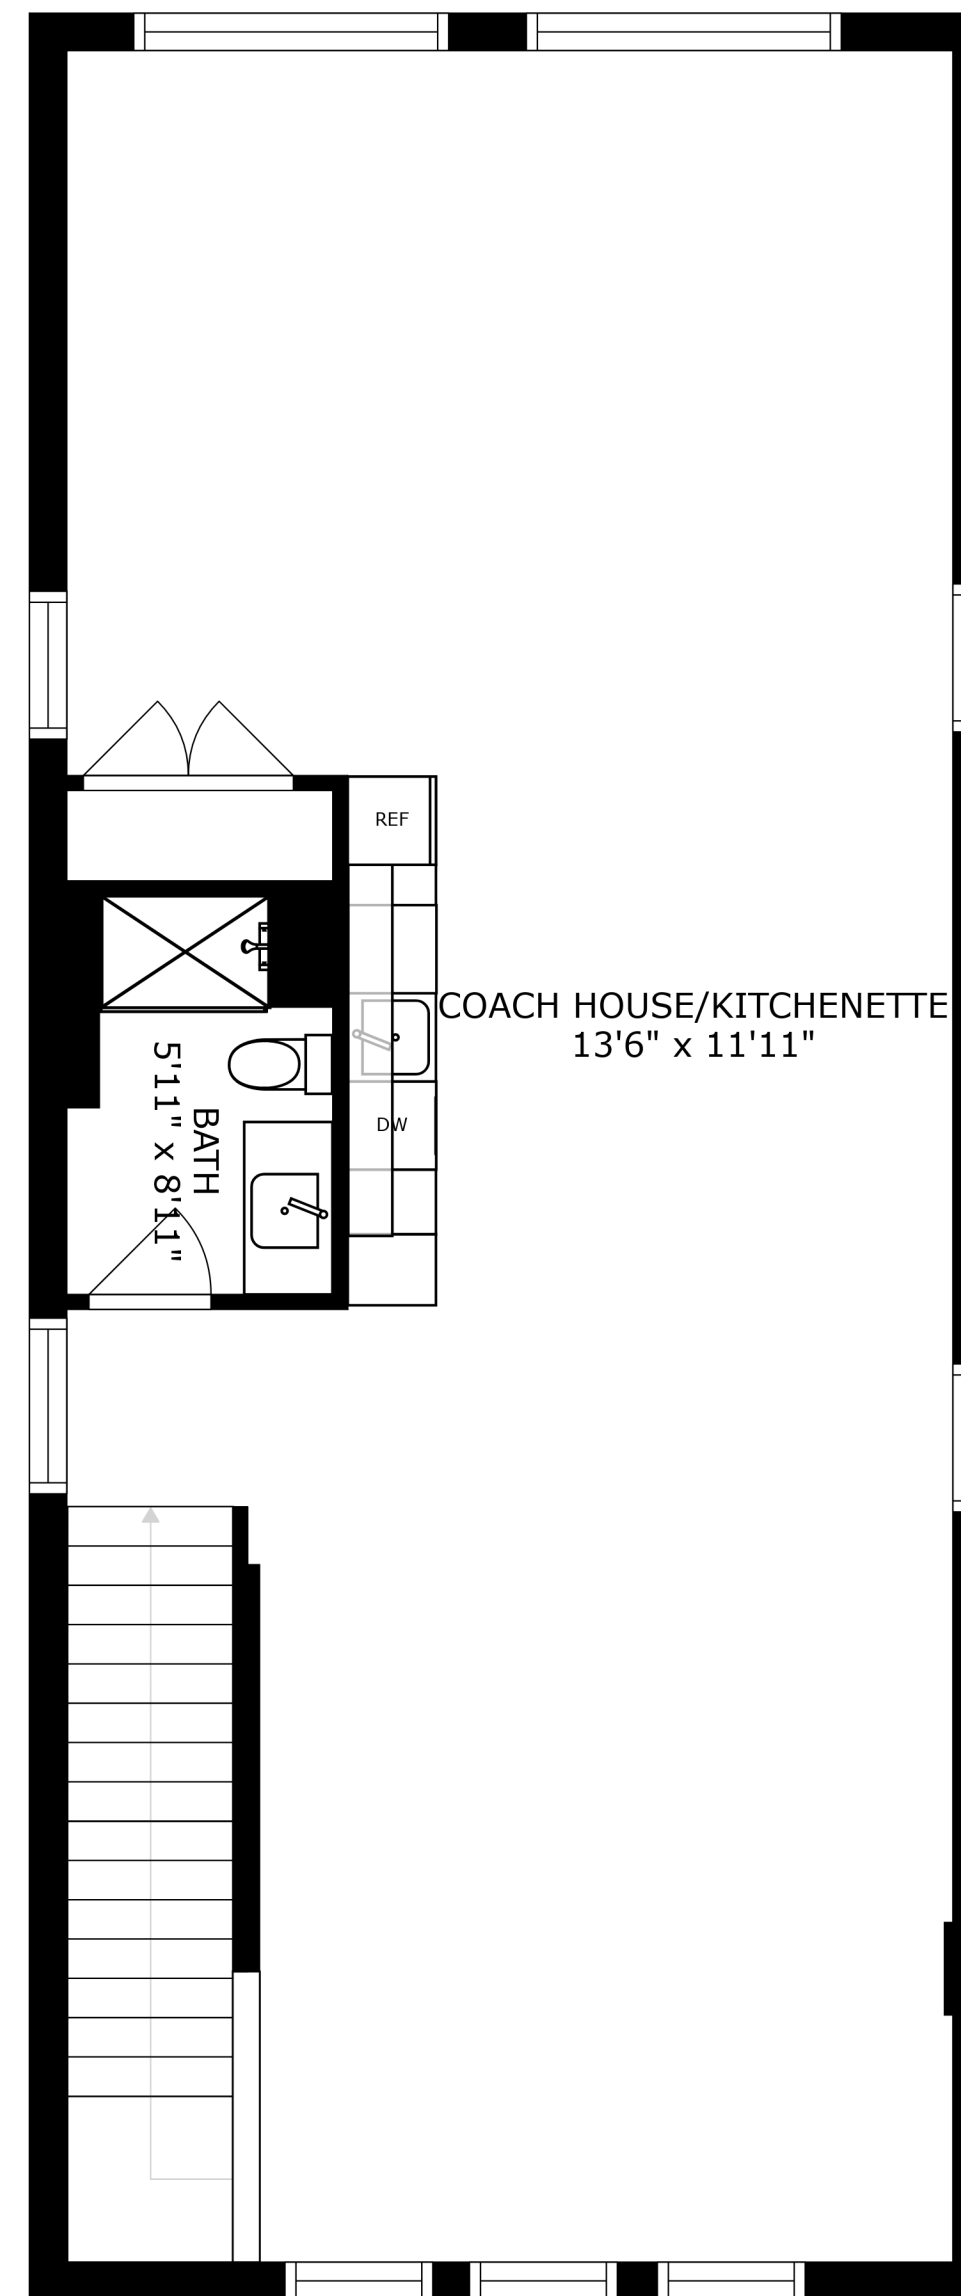 REF
COACH HOUSE/KITCHENETTE
13'6" x 11'11"
DW
BATH
5'11" x 8'11"